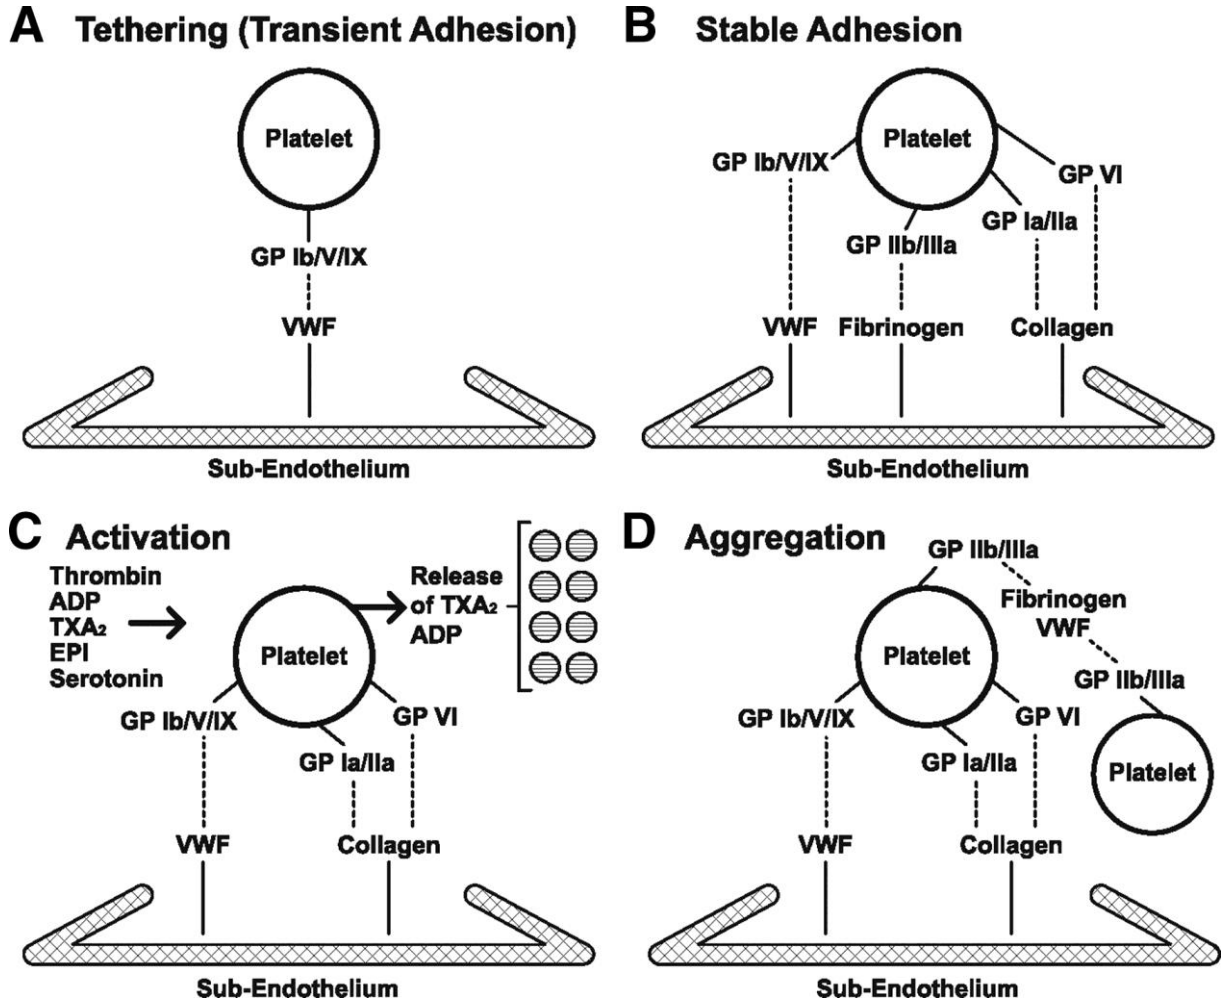 A Tethering (Transient Adhesion)
Platelet
GP Ib/V/IX
VWF
Sub-Endothelium
B Stable Adhesion
Platelet
GP Ib/V/IX
GP VI
GP Ia/IIa
GP IIb/IIIa
VWF Fibrinogen Collagen
Sub-Endothelium
C Activation
Thrombin
ADP
TXA₂
EPI
Serotonin
Platelet
Release
of TXA₂
ADP
GP Ib/V/IX
GP VI
GP Ia/IIa
VWF Collagen
Sub-Endothelium
D Aggregation
GP IIb/IIIa
Fibrinogen
VWF
GP IIb/IIIa
Platelet
Platelet
GP Ib/V/IX
GP VI
GP Ia/IIa
VWF Collagen
Sub-Endothelium